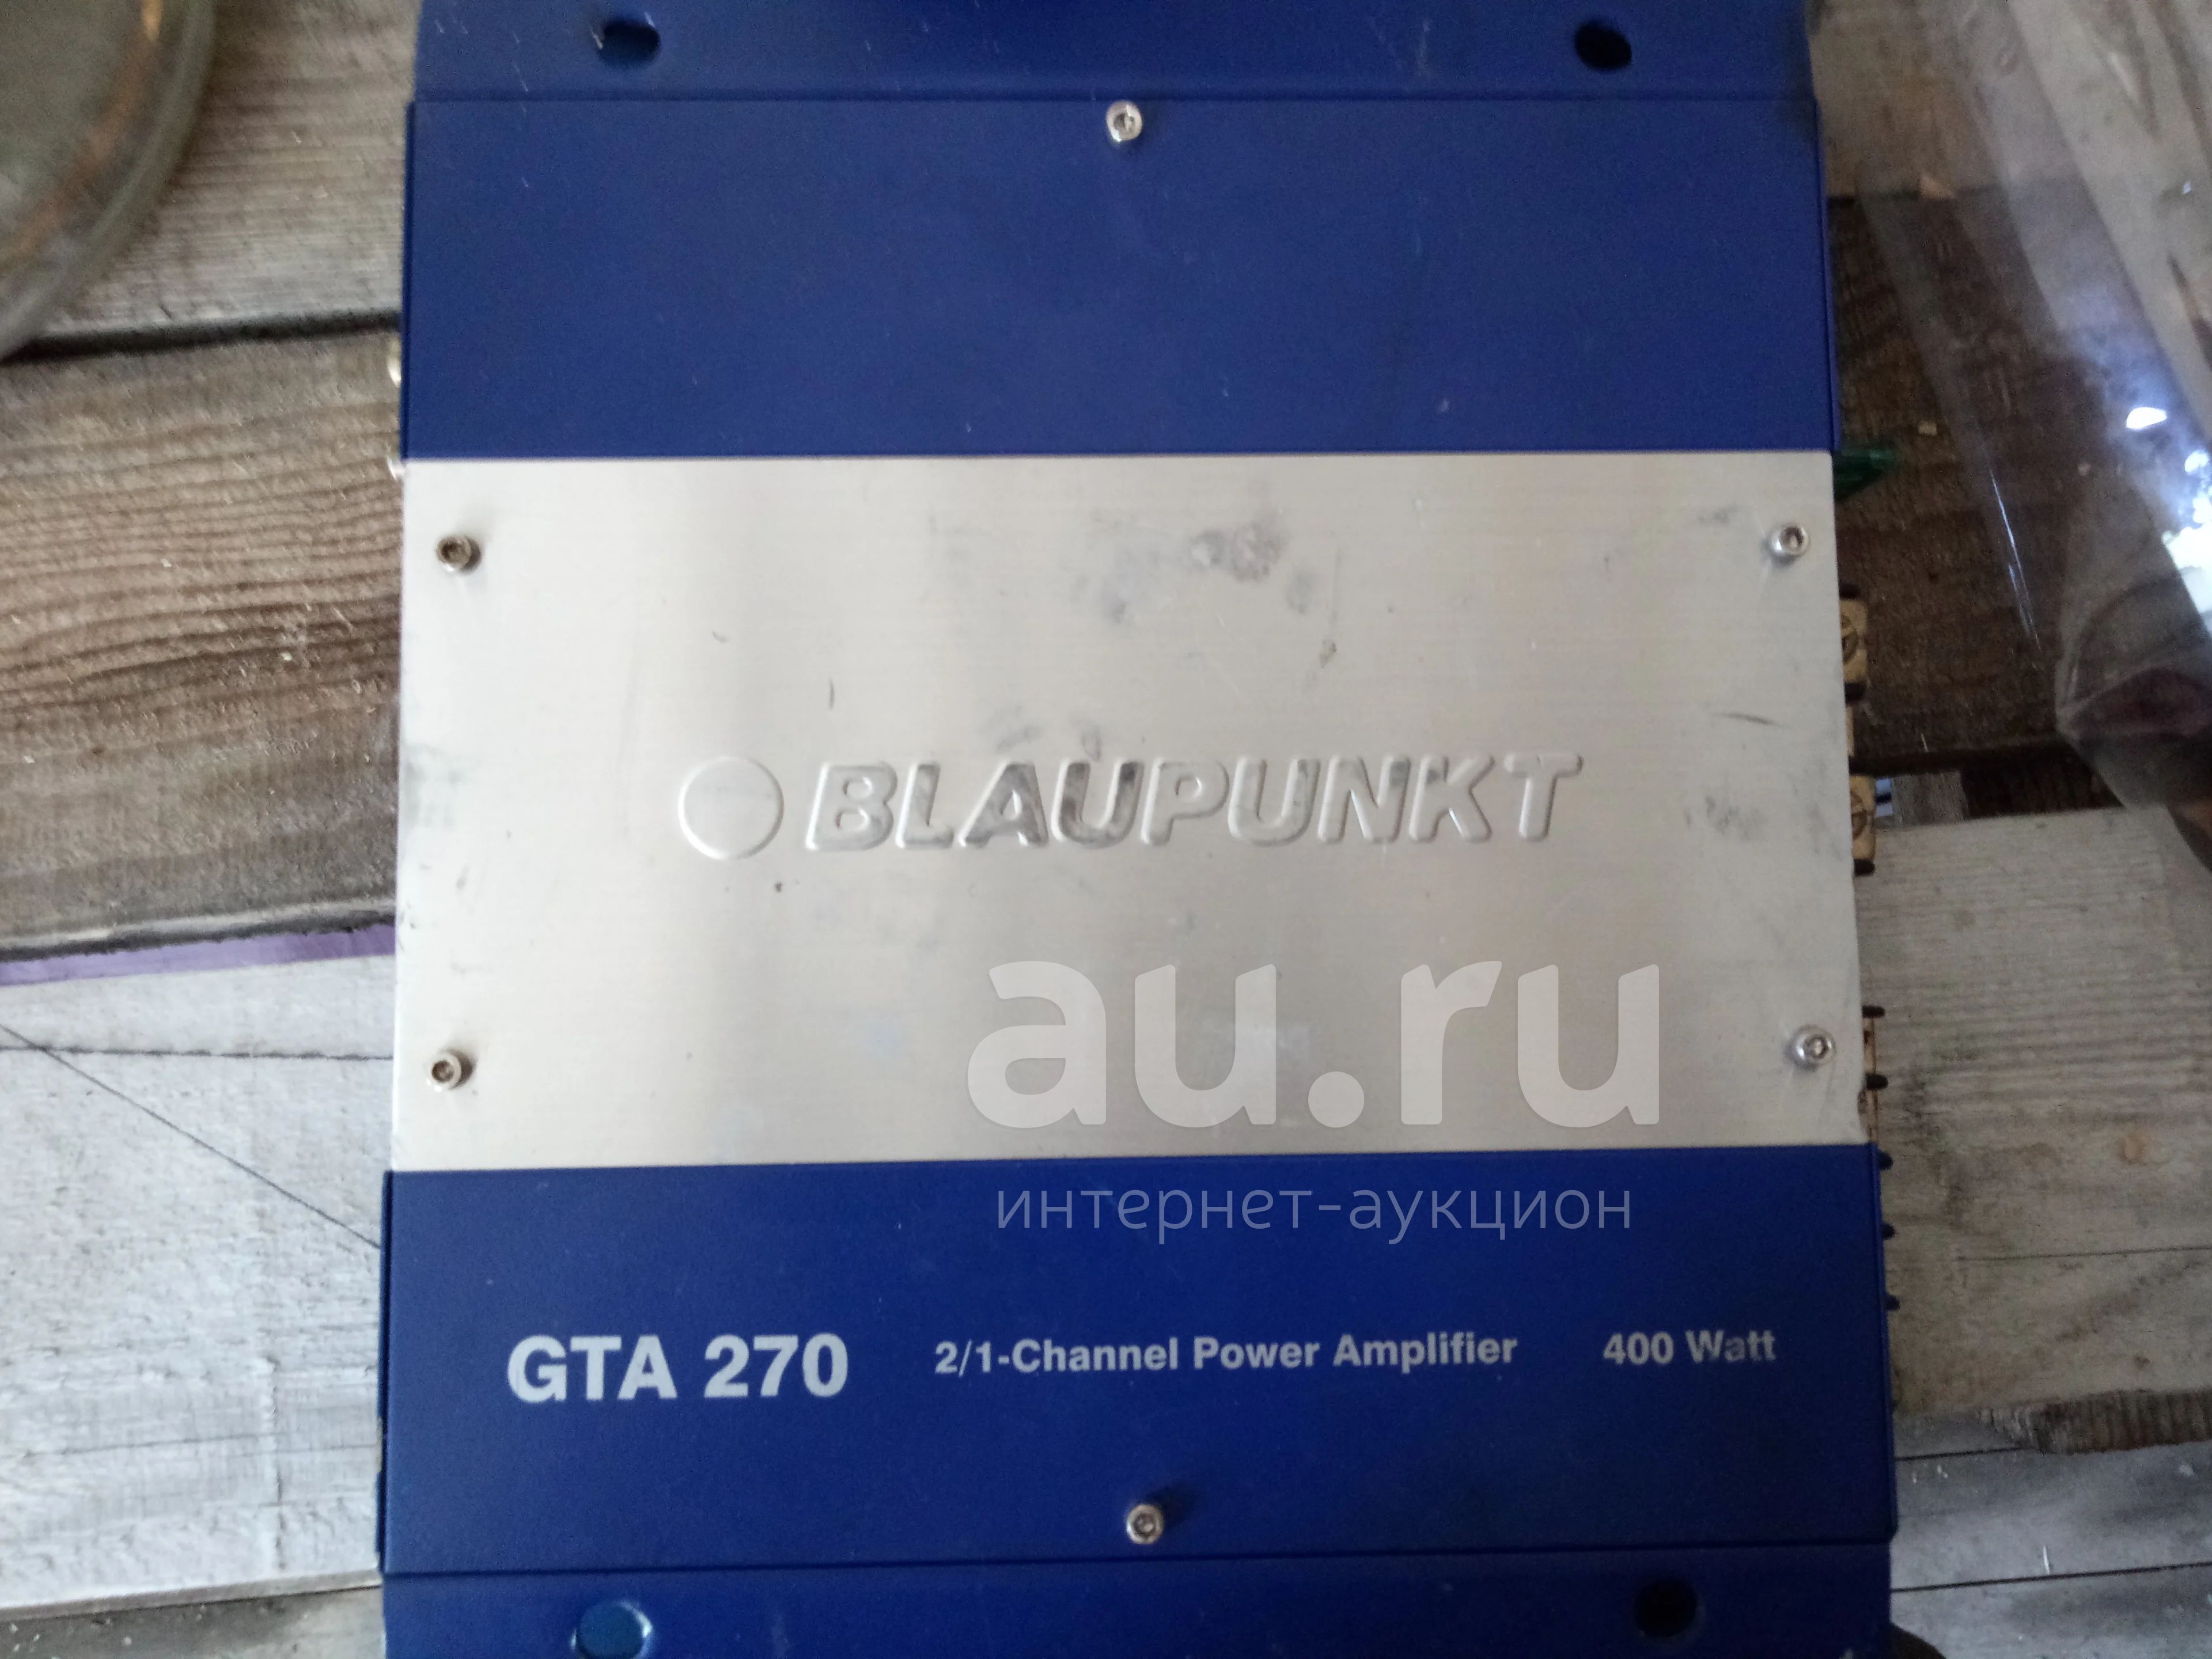 BLAUPUNKT
au.ru
интернет-аукцион
GTA 270 2/1-Channel Power Amplifier 400 Watt